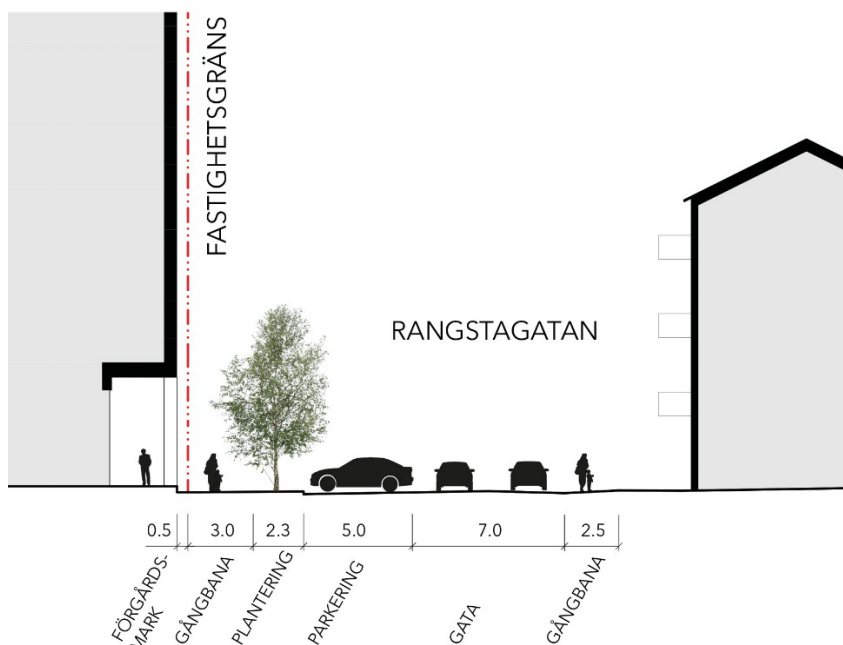 FASTIGHETSGRÄNS
RANGSTAGATAN
0.5 3.0 2.3 5.0 7.0 2.5
FÖRGÅRDS-
MARK
GÅNGBANA
PLANTERING
PARKERING
GATA
GÅNGBANA